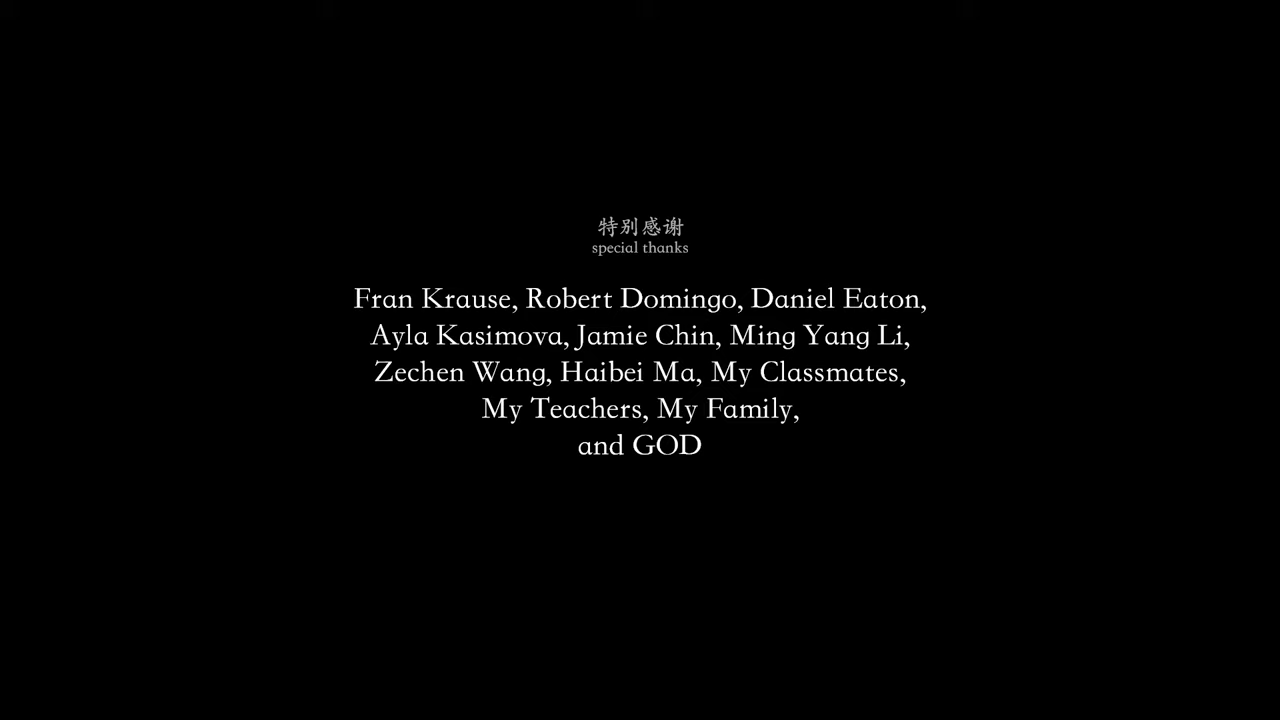 特别感谢
special thanks
Fran Krause, Robert Domingo, Daniel Eaton,
Ayla Kasimova, Jamie Chin, Ming Yang Li,
Zechen Wang, Haibei Ma, My Classmates,
My Teachers, My Family,
and GOD